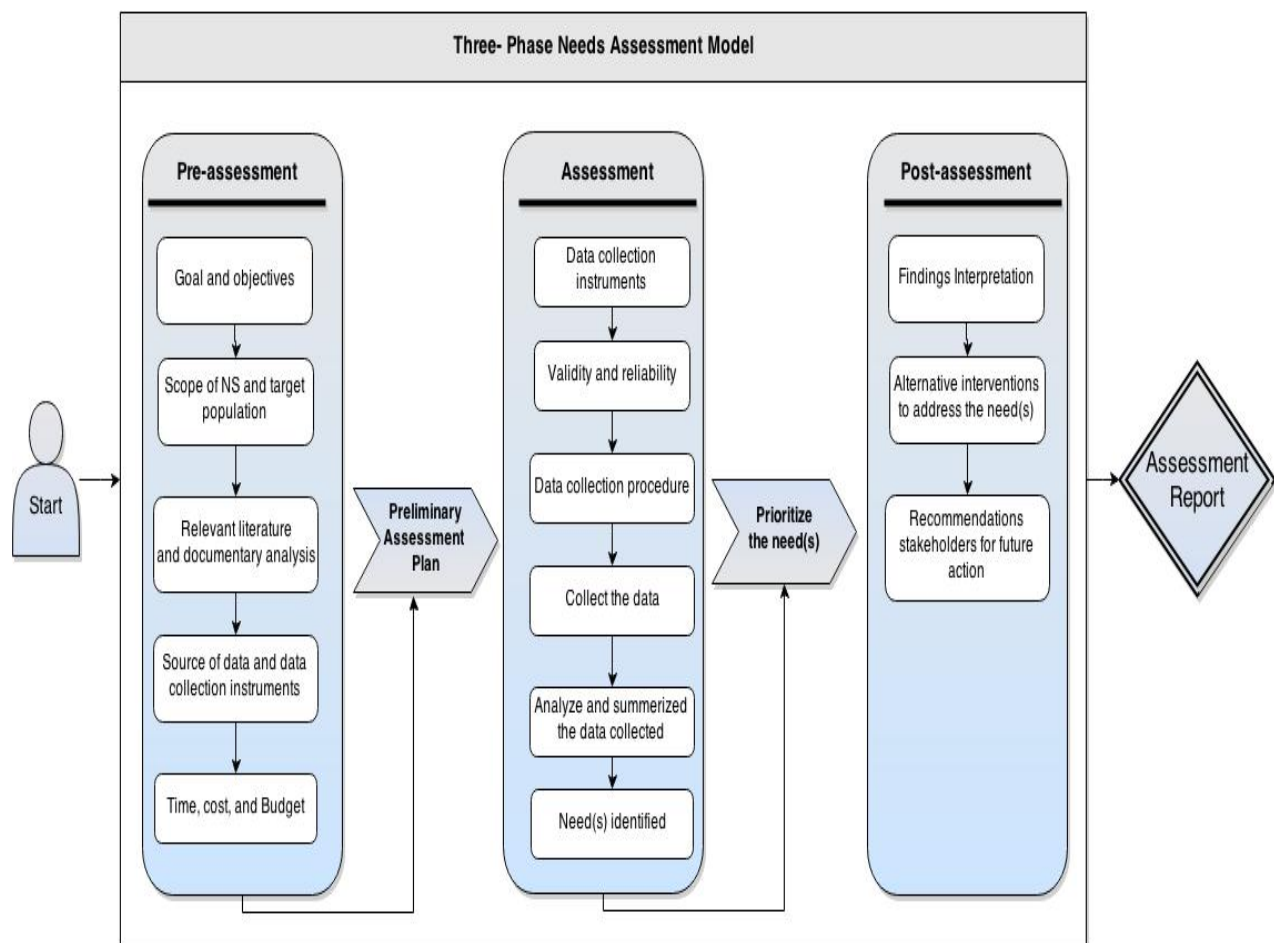 Three- Phase Needs Assessment Model
Start
Pre-assessment
Goal and objectives
Scope of NS and target
population
Relevant literature
and documentary analysis
Source of data and data
collection instruments
Time, cost, and Budget
Preliminary
Assessment
Plan
Assessment
Data collection
instruments
Validity and reliability
Data collection procedure
Collect the data
Analyze and summerized
the data collected
Need(s) identified
Prioritize
the need(s)
Post-assessment
Findings Interpretation
Alternative interventions
to address the need(s)
Recommendations
stakeholders for future
action
Assessment
Report